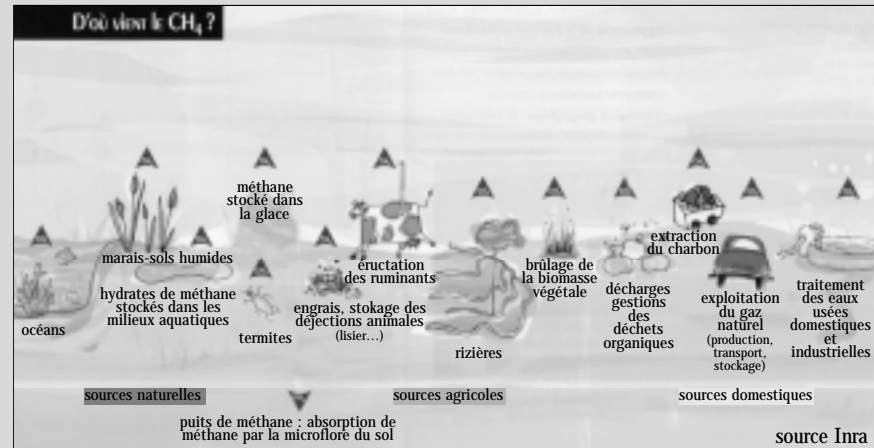 D'où vient le CH₄ ?
méthane
stocké dans
la glace
marais-sols humides
hydrates de méthane
stockés dans les
milieux aquatiques
océans
termites
éructation
des ruminants
engrais, stokage des
déjections animales
(lisier…)
rizières
brûlage de
la biomasse
végétale
décharges
gestions
des
déchets
organiques
extraction
du charbon
exploitation
du gaz
naturel
(production,
transport,
stockage)
traitement
des eaux
usées
domestiques
et
industrielles
sources naturelles
sources agricoles
sources domestiques
puits de méthane : absorption de
méthane par la microflore du sol
source Inra